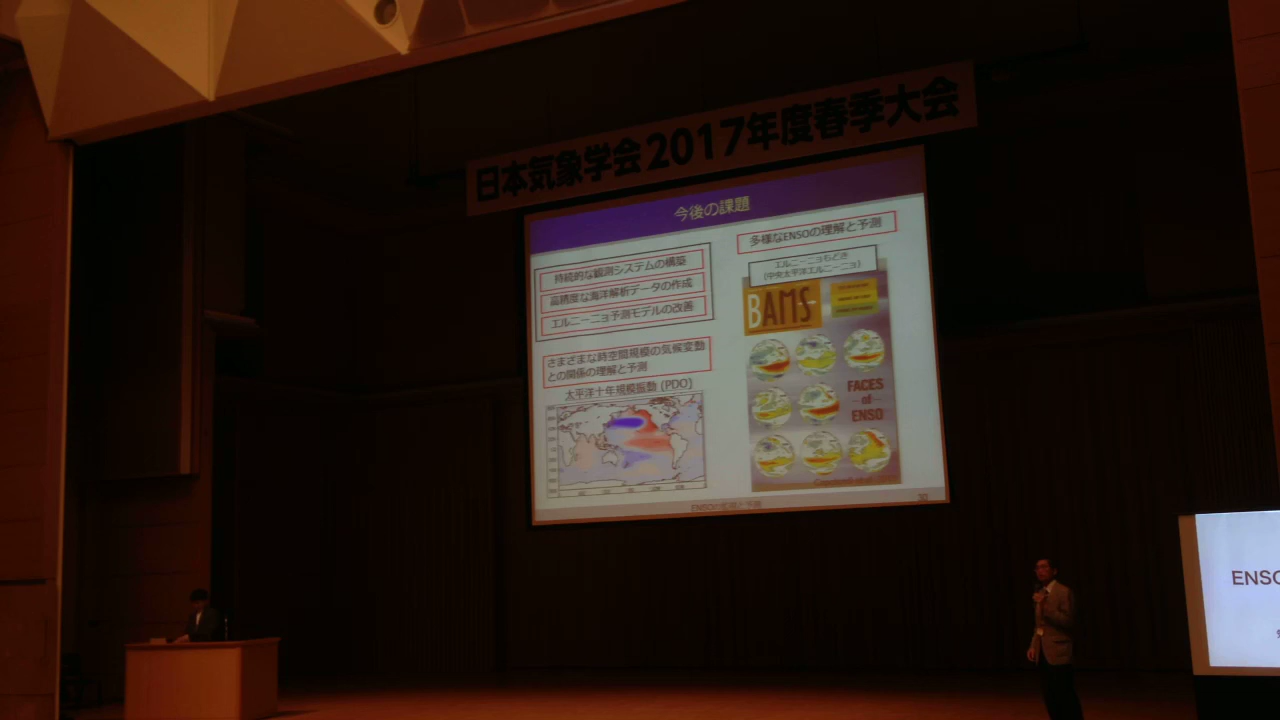 日本気象学会2017年度春季大会
今後の課題
持続的な観測システムの構築
高精度な海洋解析データの作成
エルニーニョ予測モデルの改善
さまざまな時空間規模の気候変動
との関係の理解と予測
太平洋十年規模振動 (PDO)
多様なENSOの理解と予測
エルニーニョもどき
(中央太平洋エルニーニョ)
BAMS
FACES
of
ENSO
30
ENSO